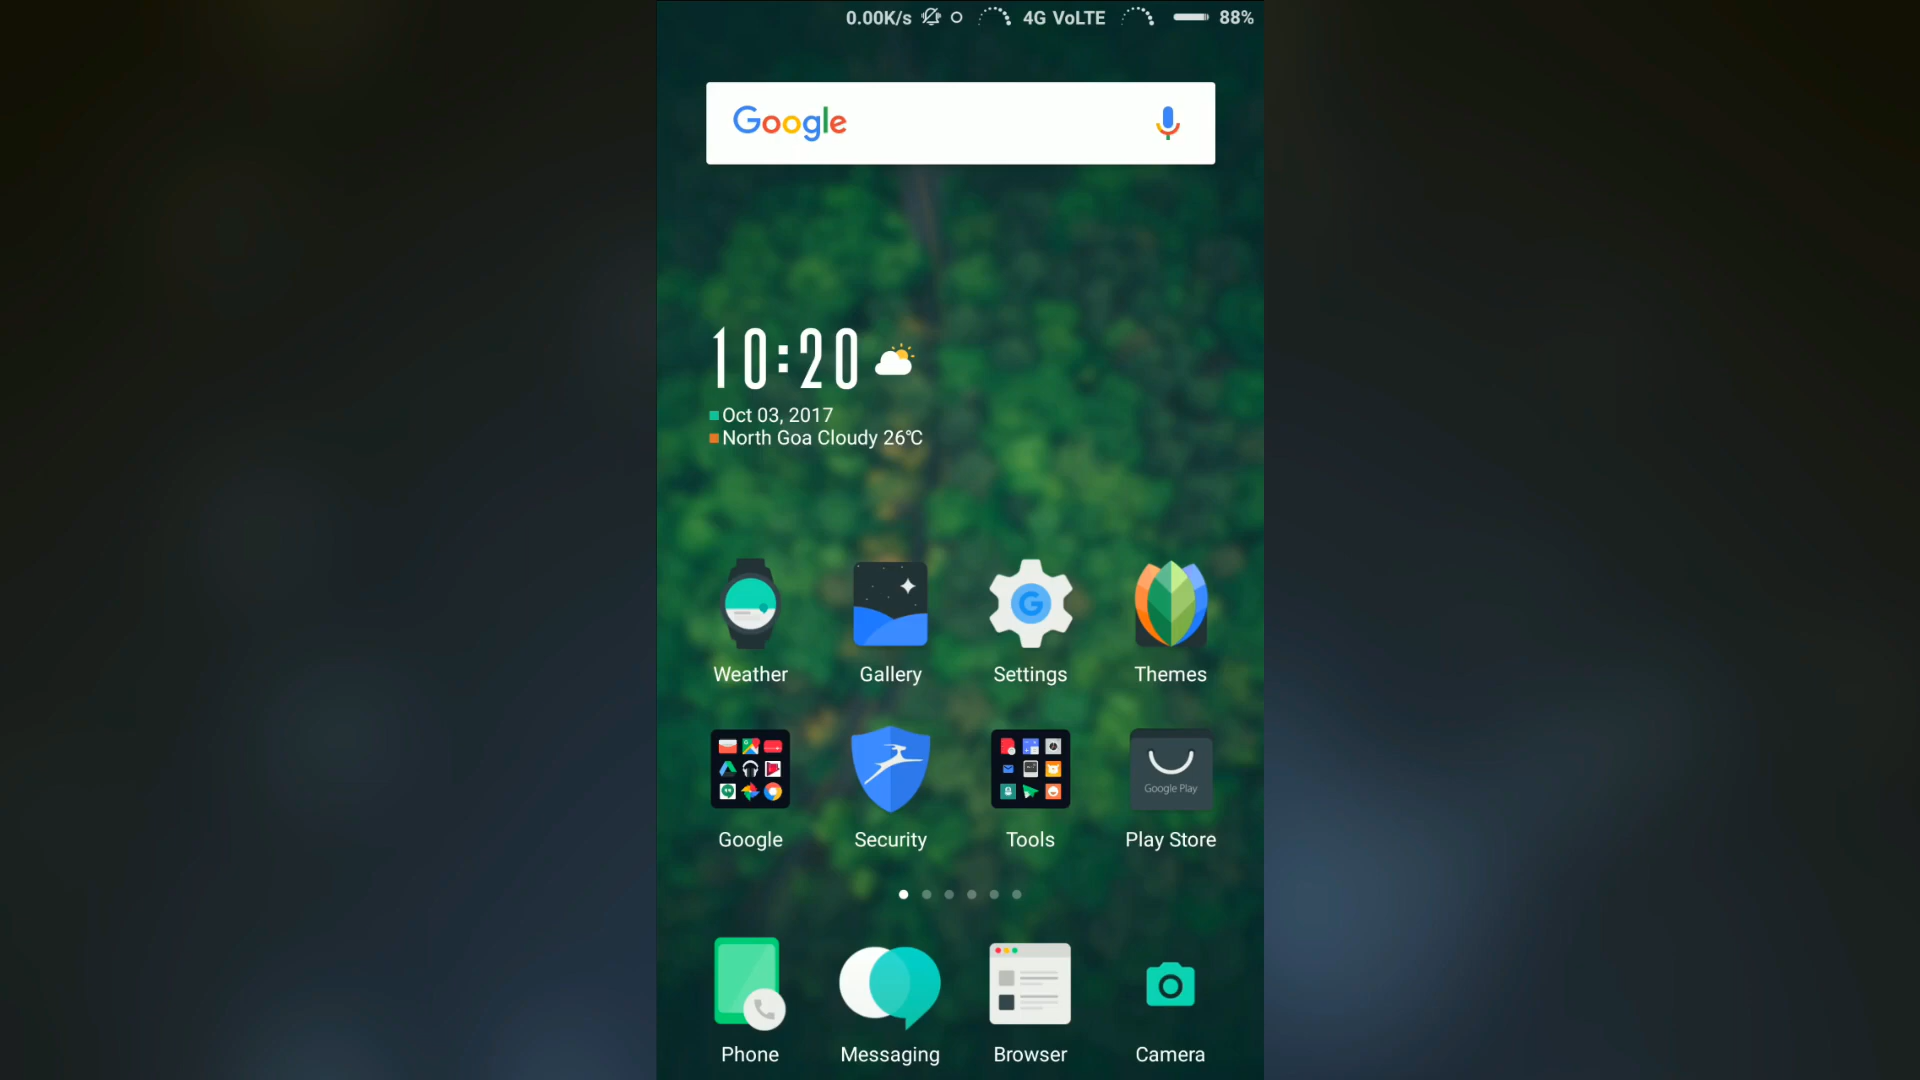 0.00K/s 4G VoLTE 88%
Google
10:20
Oct 03, 2017
North Goa Cloudy 26℃
Weather Gallery Settings Themes
Google Play
Google Security Tools Play Store
Phone Messaging Browser Camera